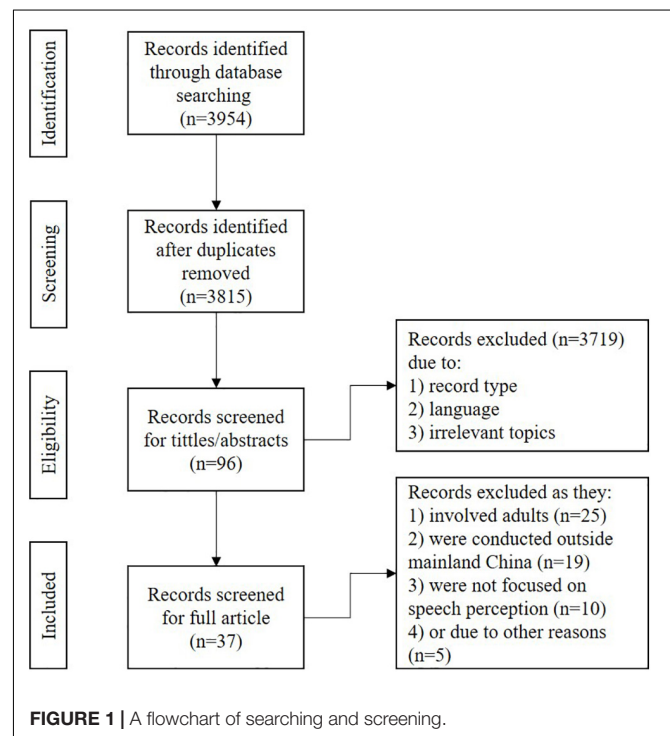 Identification
Records identified
through database
searching
(n=3954)
Screening
Records identified
after duplicates
removed
(n=3815)
Eligibility
Records screened
for tittles/abstracts
(n=96)
Records excluded (n=3719)
due to:
1) record type
2) language
3) irrelevant topics
Included
Records screened
for full article
(n=37)
Records excluded as they:
1) involved adults (n=25)
2) were conducted outside
mainland China (n=19)
3) were not focused on
speech perception (n=10)
4) or due to other reasons
(n=5)
FIGURE 1 | A flowchart of searching and screening.